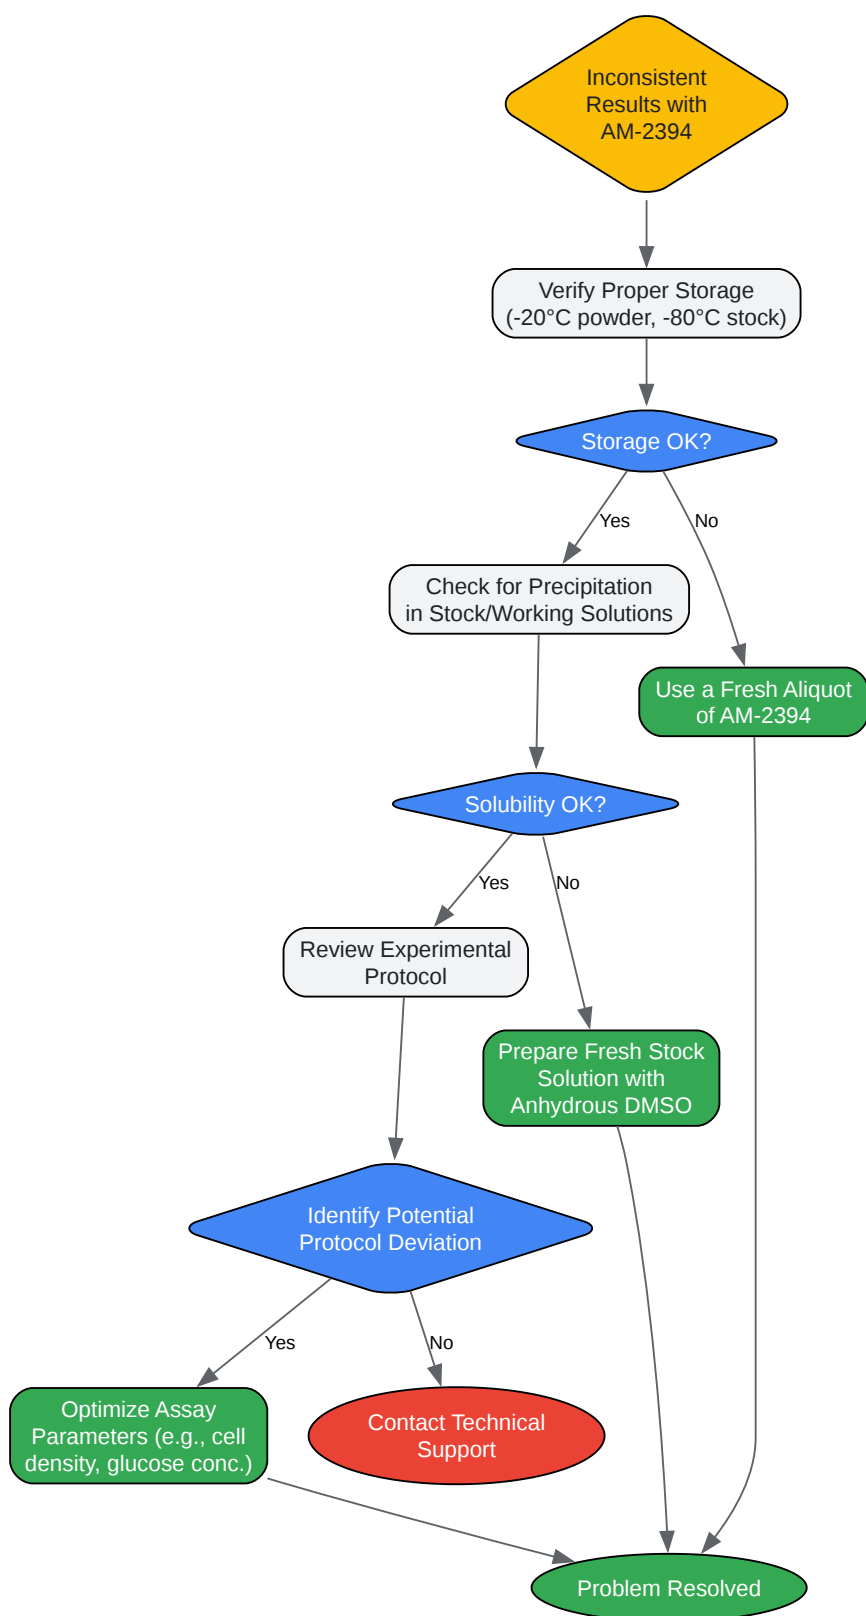 Inconsistent
Results with
AM-2394
Verify Proper Storage
(-20°C powder, -80°C stock)
Storage OK?
Yes
No
Check for Precipitation
in Stock/Working Solutions
Use a Fresh Aliquot
of AM-2394
Solubility OK?
Yes
No
Review Experimental
Protocol
Prepare Fresh Stock
Solution with
Anhydrous DMSO
Identify Potential
Protocol Deviation
Yes
No
Optimize Assay
Parameters (e.g., cell
density, glucose conc.)
Contact Technical
Support
Problem Resolved